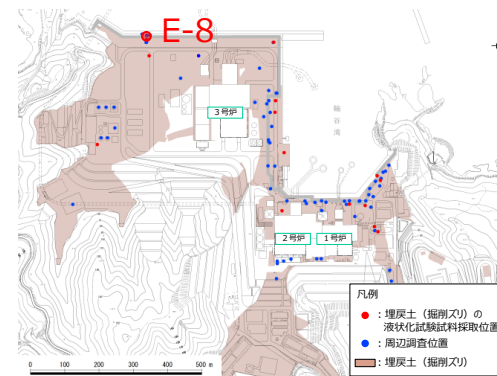 E-8
3号炉
輪谷湾
2号炉
1号炉
凡例
：埋戻土（掘削ズリ）の
液状化試験試料採取位置
：周辺調査位置
：埋戻土（掘削ズリ）
0 100 200 300 400 500 m